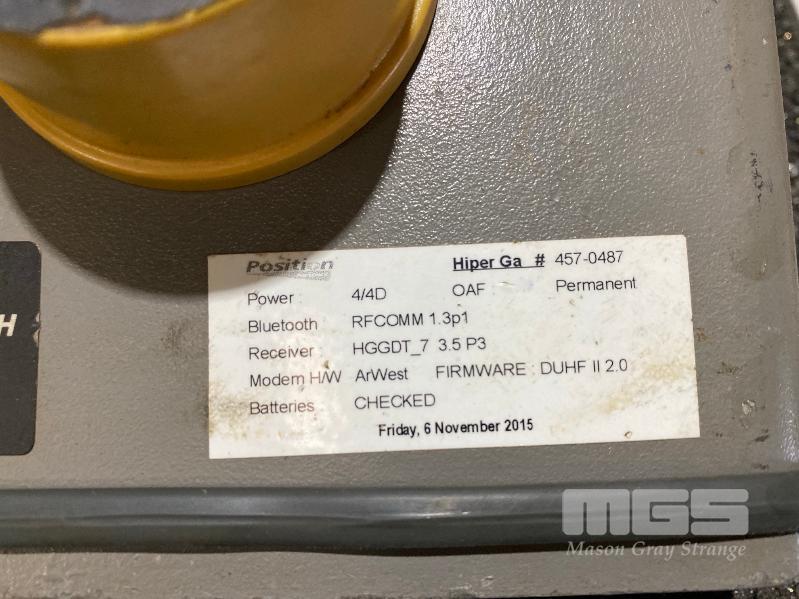 Position
Hiper Ga # 457-0487
Power : 4/4D OAF : Permanent
Bluetooth RFCOMM 1.3p1
Receiver HGGDT_7 3.5 P3
Modem H/W ArWest FIRMWARE : DUHF II 2.0
Batteries CHECKED
Friday, 6 November 2015
H
MGS
Mason Gray Strange